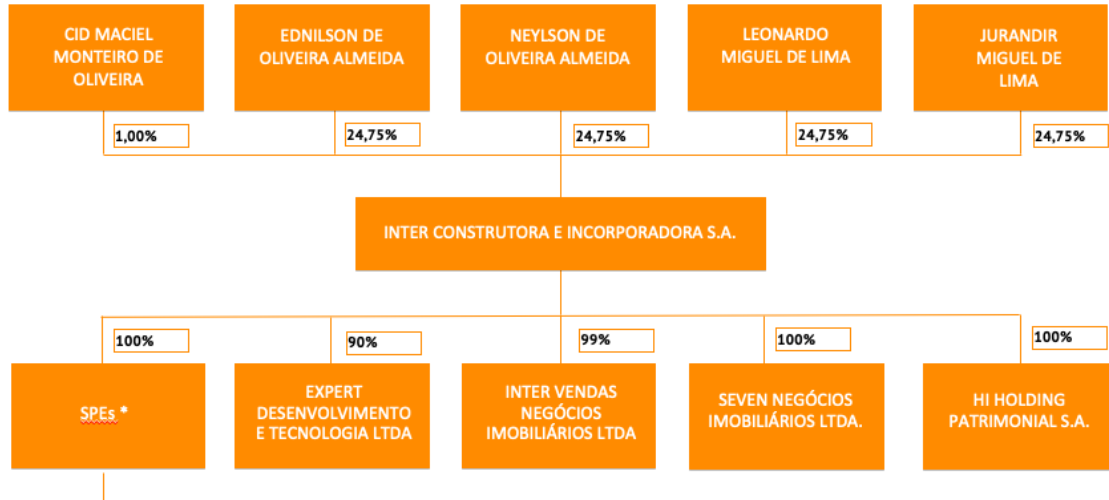 CID MACIEL
MONTEIRO DE
OLIVEIRA
EDNILSON DE
OLIVEIRA ALMEIDA
NEYLSON DE
OLIVEIRA ALMEIDA
LEONARDO
MIGUEL DE LIMA
JURANDIR
MIGUEL DE
LIMA
1,00%
24,75%
24,75%
24,75%
24,75%
INTER CONSTRUTORA E INCORPORADORA S.A.
100%
90%
99%
100%
100%
SPEs *
EXPERT
DESENVOLVIMENTO
E TECNOLOGIA LTDA
INTER VENDAS
NEGÓCIOS
IMOBILIÁRIOS LTDA
SEVEN NEGÓCIOS
IMOBILIÁRIOS LTDA.
HI HOLDING
PATRIMONIAL S.A.